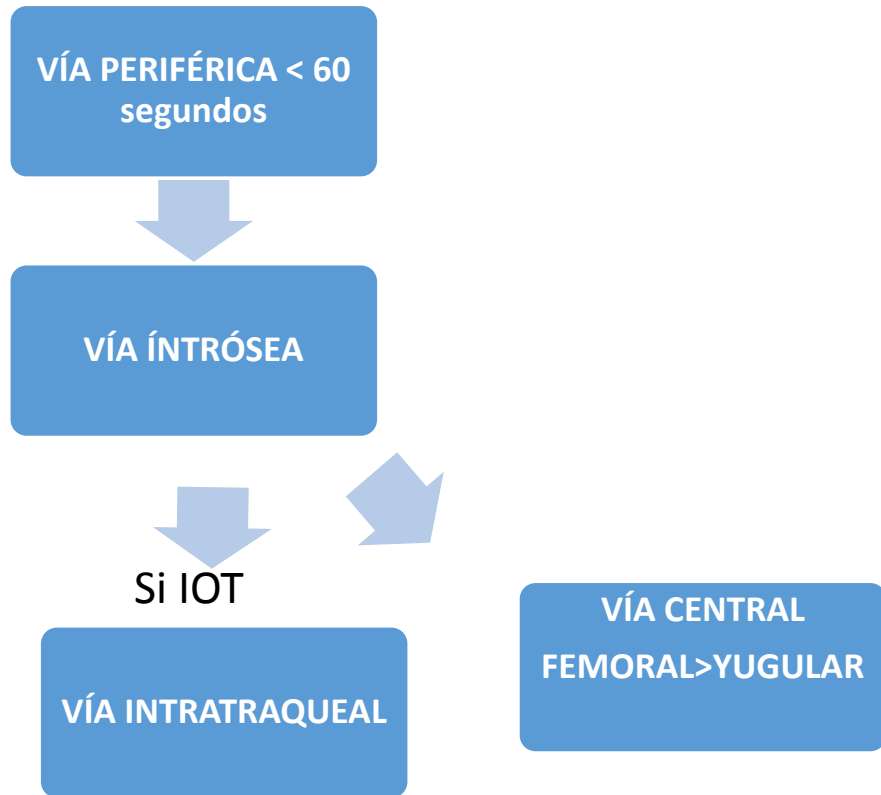 VÍA PERIFÉRICA < 60
segundos
VÍA ÍNTRÓSEA
Si IOT
VÍA INTRATRAQUEAL
VÍA CENTRAL
FEMORAL>YUGULAR